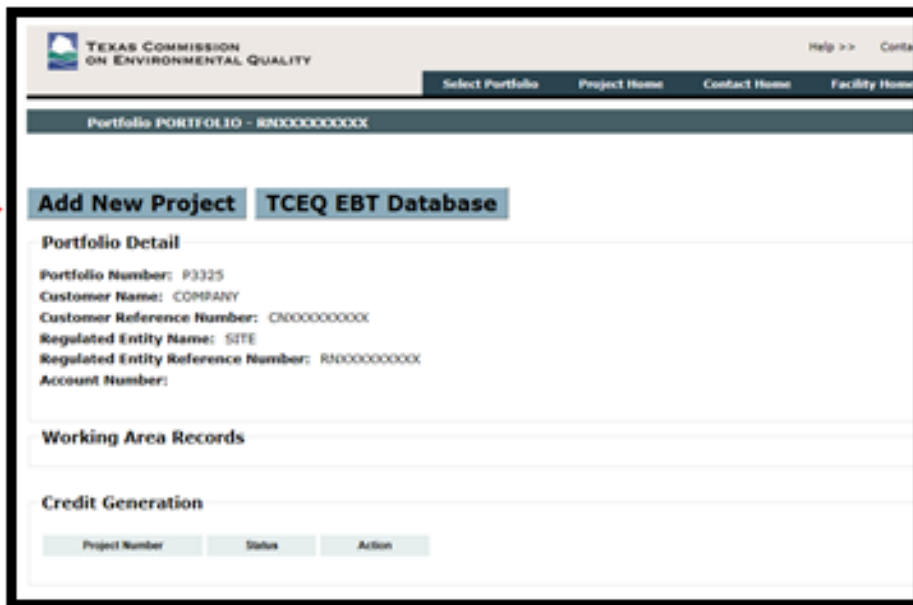 TEXAS COMMISSION
ON ENVIRONMENTAL QUALITY
Help >>
Select Portfolio Project Home Contact Home Facility Home
Portfolio PORTFOLIO - RNXXXXXXXXX
Add New Project TCEQ EBT Database
Portfolio Detail
Portfolio Number: P3325
Customer Name: COMPANY
Customer Reference Number: CNXXXXXXXXX
Regulated Entity Name: SITE
Regulated Entity Reference Number: RNXXXXXXXXX
Account Number:
Working Area Records
Credit Generation
Project Number Status Action